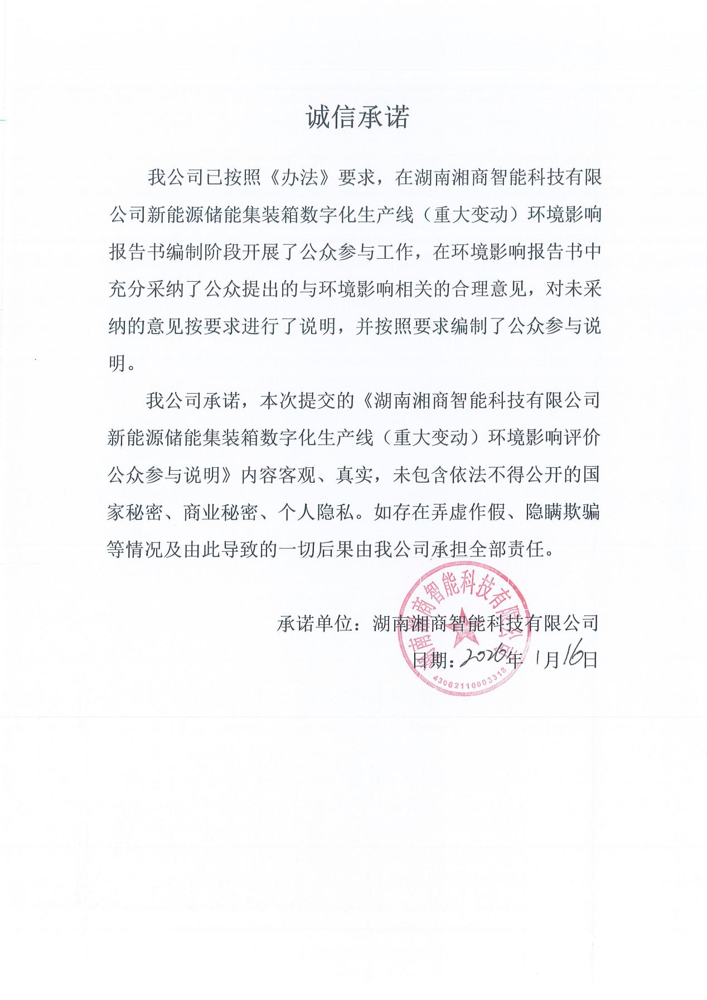 诚信承诺
我公司已按照《办法》要求，在湖南湘商智能科技有限
公司新能源储能集装箱数字化生产线（重大变动）环境影响
报告书编制阶段开展了公众参与工作，在环境影响报告书中
充分采纳了公众提出的与环境影响相关的合理意见，对未采
纳的意见按要求进行了说明，并按照要求编制了公众参与说
明。
我公司承诺，本次提交的《湖南湘商智能科技有限公司
新能源储能集装箱数字化生产线（重大变动）环境影响评价
公众参与说明》内容客观、真实，未包含依法不得公开的国
家秘密、商业秘密、个人隐私。如存在弄虚作假、隐瞒欺骗
等情况及由此导致的一切后果由我公司承担全部责任。
承诺单位：湖南湘商智能科技有限公司
日期：2026年 1月16日
湖南湘商智能科技有限公司
43062110003318